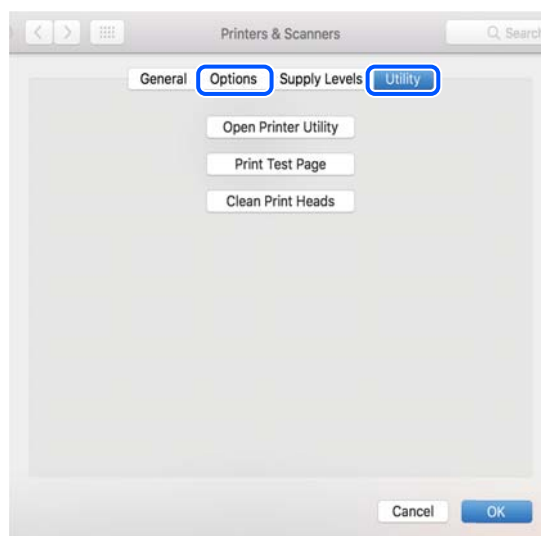 Printers & Scanners
Search
General Options Supply Levels Utility
Open Printer Utility
Print Test Page
Clean Print Heads
Cancel OK